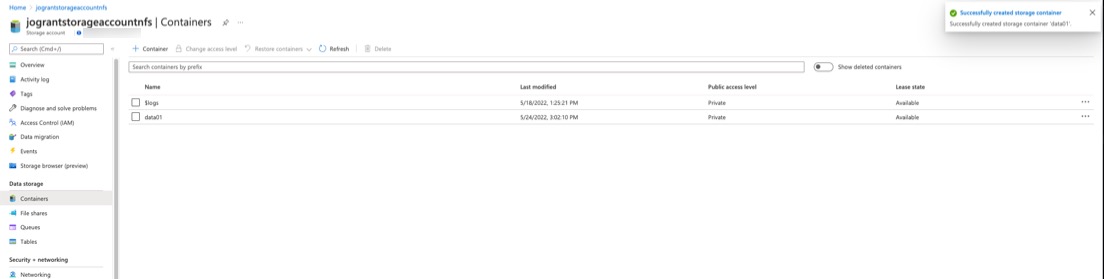 Home > jograntstorageaccountnfs
jograntstorageaccountnfs | Containers
Storage account
Search (Cmd+/)
Container Change access level Restore containers Refresh Delete
Search containers by prefix
Show deleted containers
Name Last modified Public access level Lease state
$logs 5/18/2022, 1:25:21 PM Private Available
data01 5/24/2022, 3:02:10 PM Private Available
Overview
Activity log
Tags
Diagnose and solve problems
Access Control (IAM)
Data migration
Events
Storage browser (preview)
Data storage
Containers
File shares
Queues
Tables
Security + networking
Networking
Successfully created storage container
Successfully created storage container 'data01'.